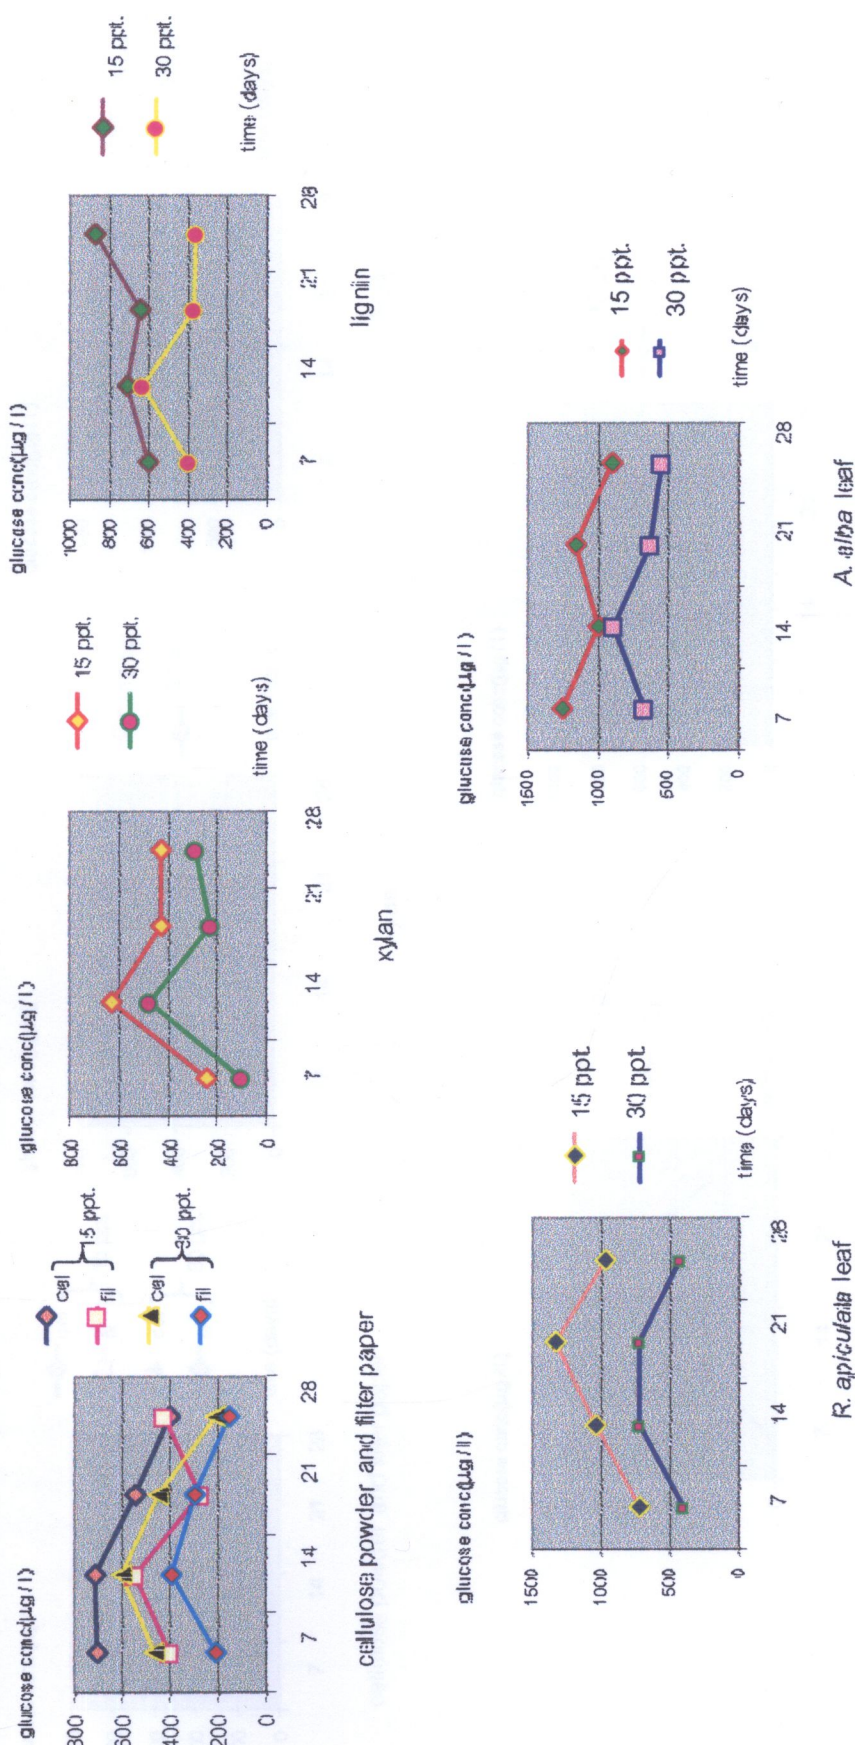 glucose conc(µg / l)
800
600
400
200
0
7
14
21
28
cel
fil
15 ppt.
cel
fil
30 ppt.
cellulose powder and filter paper
glucose conc(µg / l)
800
600
400
200
0
7
14
21
28
15 ppt.
30 ppt.
time (days)
xylan
glucose conc(µg / l)
1000
800
600
400
200
0
7
14
21
28
15 ppt.
30 ppt.
time (days)
lignin
glucose conc(µg/l)
1500
1000
500
0
7
14
21
28
15 ppt.
30 ppt.
time (days)
R. apiculata leaf
glucose conc(µg / l)
1500
1000
500
0
7
14
21
28
15 ppt.
30 ppt.
time (days)
A. alba leaf